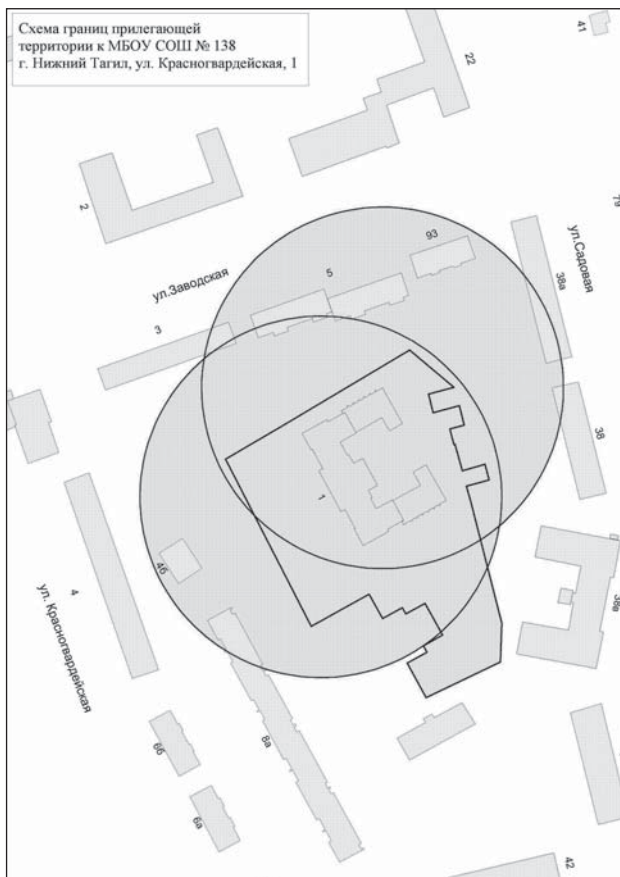 Схема границ прилегающей
территории к МБОУ СОШ № 138
г. Нижний Тагил, ул. Красногвардейская, 1
41
22
2
79
ул.Садовая
93
5
ул.Заводская
38а
3
38
1
4б
4
ул. Красногвардейская
38а
8а
6б
6а
42